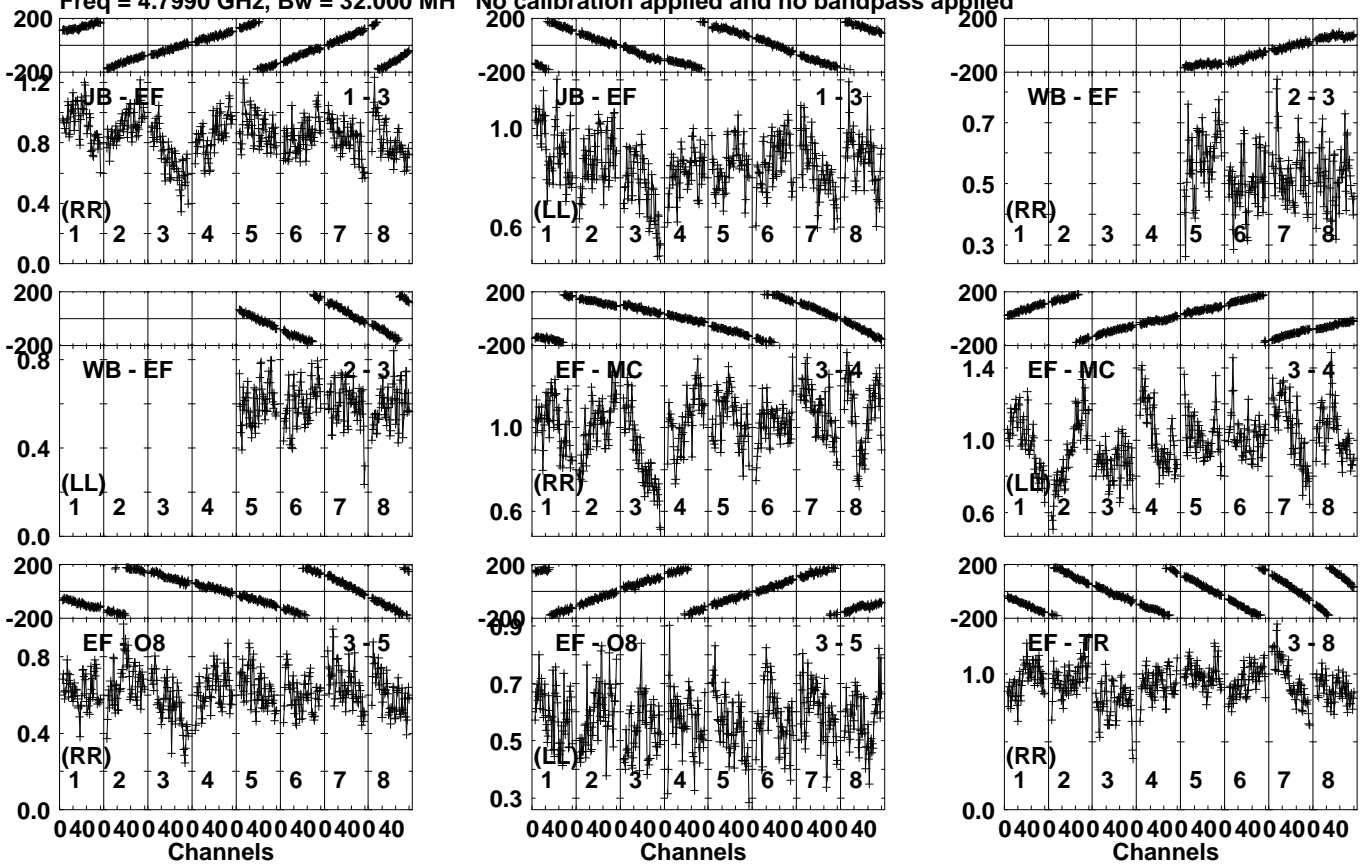 Freq = 4.7990 GHz, Bw = 32.000 MH No calibration applied and no bandpass applied
200
-200
1.2
0.8
0.4
0.0
JB - EF
1 - 3
(RR)
1 2 3 4 5 6 7 8
200
-200
1.0
0.6
JB - EF
1 - 3
(LL)
1 2 3 4 5 6 7 8
200
-200
0.7
0.5
0.3
WB - EF
2 - 3
(RR)
1 2 3 4 5 6 7 8
200
-200
0.8
0.4
0.0
WB - EF
2 - 3
(LL)
1 2 3 4 5 6 7 8
200
-200
1.0
0.6
EF - MC
3 - 4
(RR)
1 2 3 4 5 6 7 8
200
-200
1.4
1.0
0.6
EF - MC
3 - 4
(LL)
1 2 3 4 5 6 7 8
200
-200
0.8
0.4
0.0
EF - O8
3 - 5
(RR)
1 2 3 4 5 6 7 8
0 40 0 40 0 40 0 40 0 40 0 40 0 40 0 40
Channels
200
-200
0.9
0.7
0.5
0.3
EF - O8
3 - 5
(LL)
1 2 3 4 5 6 7 8
0 40 0 40 0 40 0 40 0 40 0 40 0 40 0 40
Channels
200
-200
1.0
0.0
EF - TR
3 - 8
(RR)
1 2 3 4 5 6 7 8
0 40 0 40 0 40 0 40 0 40 0 40 0 40 0 40
Channels